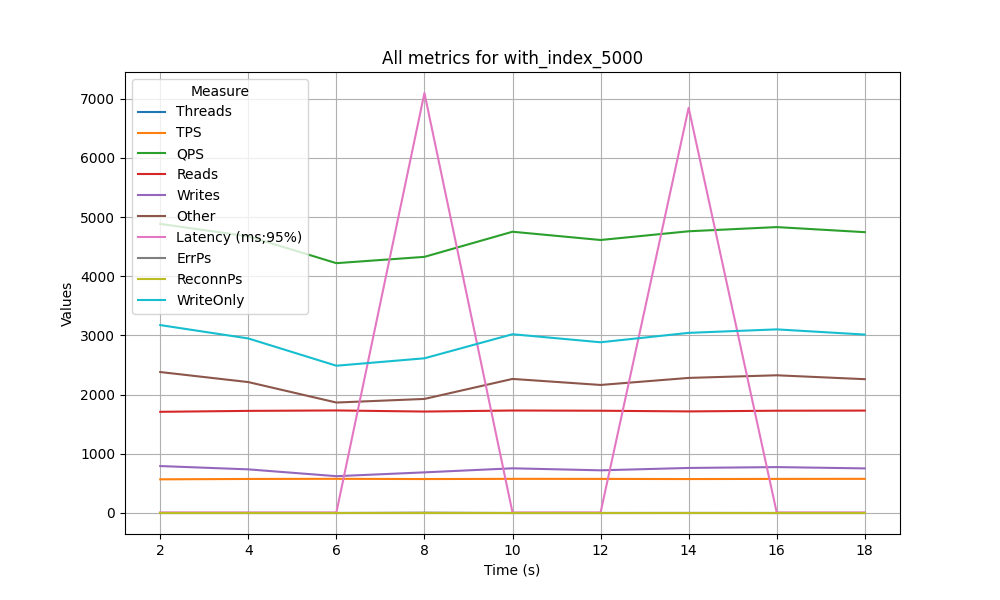 All metrics for with_index_5000
Measure
Threads
TPS
QPS
Reads
Writes
Other
Latency (ms;95%)
ErrPs
ReconnPs
WriteOnly
7000
6000
5000
4000
3000
2000
1000
0
Values
2 4 6 8 10 12 14 16 18
Time (s)